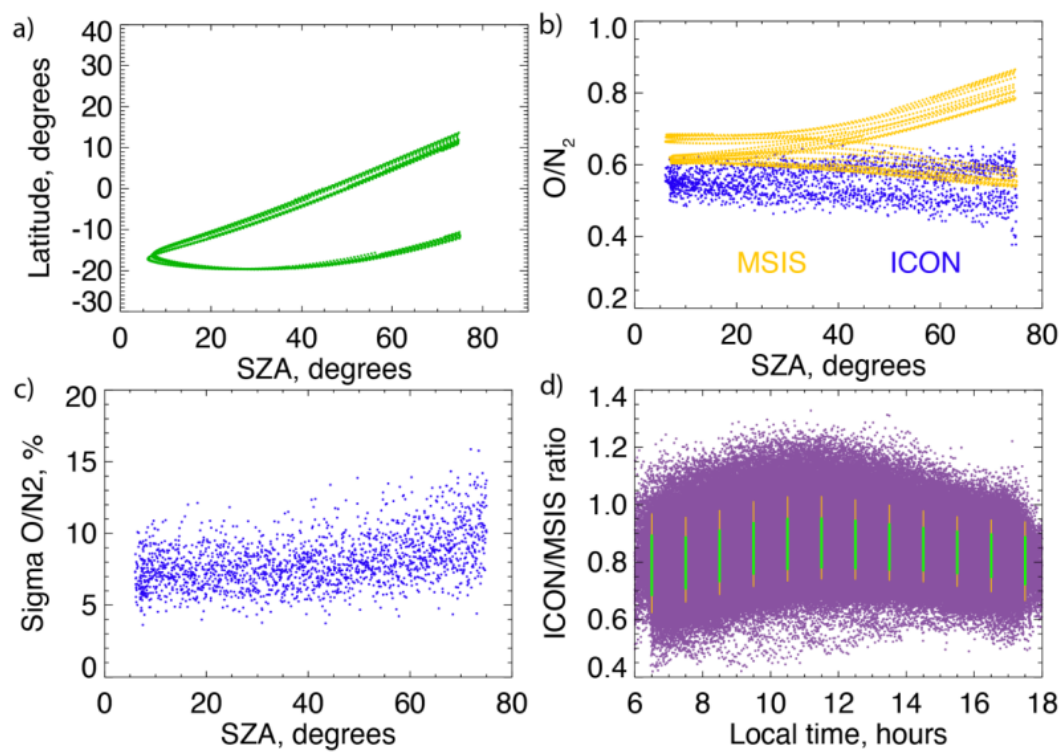 a)
40
30
20
10
0
-10
-20
-30
Latitude, degrees
0 20 40 60 80
SZA, degrees
b)
1.0
0.8
0.6
0.4
0.2
O/N2
MSIS ICON
0 20 40 60 80
SZA, degrees
c)
20
15
10
5
0
Sigma O/N2, %
0 20 40 60 80
SZA, degrees
d)
1.4
1.2
1.0
0.8
0.6
0.4
ICON/MSIS ratio
6 8 10 12 14 16 18
Local time, hours